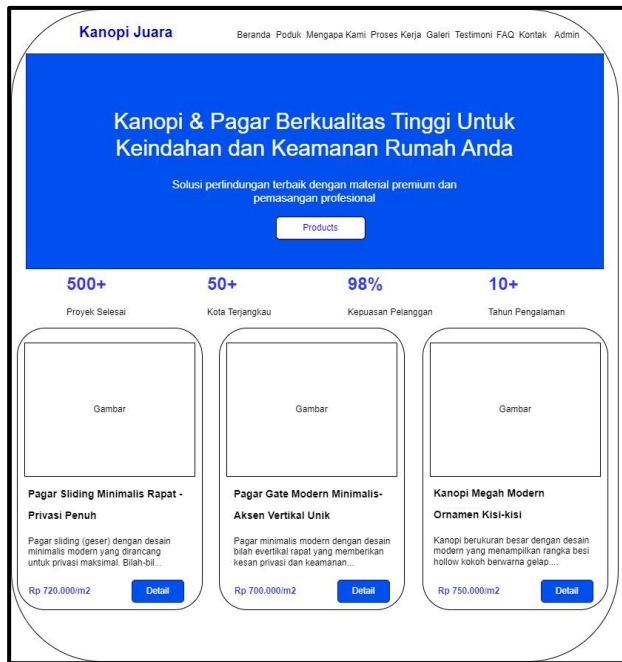 Kanopi Juara
Beranda Poduk Mengapa Kami Proses Kerja Galeri Testimoni FAQ Kontak Admin
Kanopi & Pagar Berkualitas Tinggi Untuk
Keindahan dan Keamanan Rumah Anda
Solusi perlindungan terbaik dengan material premium dan
pemasangan profesional
Products
500+ 50+ 98% 10+
Proyek Selesai Kota Terjangkau Kepuasan Pelanggan Tahun Pengalaman
Gambar
Pagar Sliding Minimalis Rapat -
Privasi Penuh
Pagar sliding (geser) dengan desain
minimalis modern yang dirancang
untuk privasi maksimal. Bilah-bil...
Rp 720.000/m2 Detail
Gambar
Pagar Gate Modern Minimalis-
Aksen Vertikal Unik
Pagar minimalis modern dengan desain
bilah evertikal rapat yang memberikan
kesan privasi dan keamanan...
Rp 700.000/m2 Detail
Gambar
Kanopi Megah Modern
Ornamen Kisi-kisi
Kanopi berukuran besar dengan desain
modern yang menampilkan rangka besi
hollow kokoh berwarna gelap....
Rp 750.000/m2 Detail